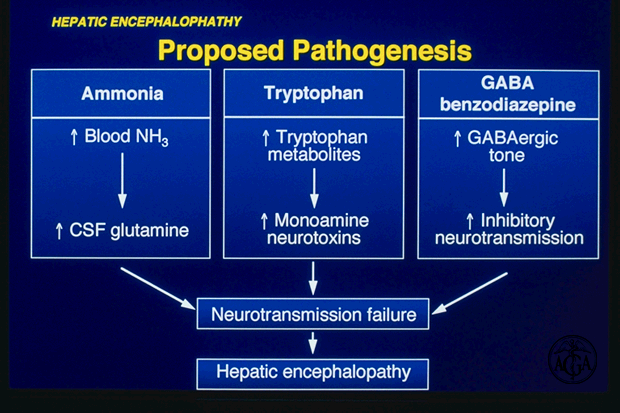 HEPATIC ENCEPHALOPHATHY
Proposed Pathogenesis
Ammonia
↑ Blood NH₃
↑ CSF glutamine
Tryptophan
↑ Tryptophan
metabolites
↑ Monoamine
neurotoxins
GABA
benzodiazepine
↑ GABAergic
tone
↑ Inhibitory
neurotransmission
Neurotransmission failure
Hepatic encephalopathy